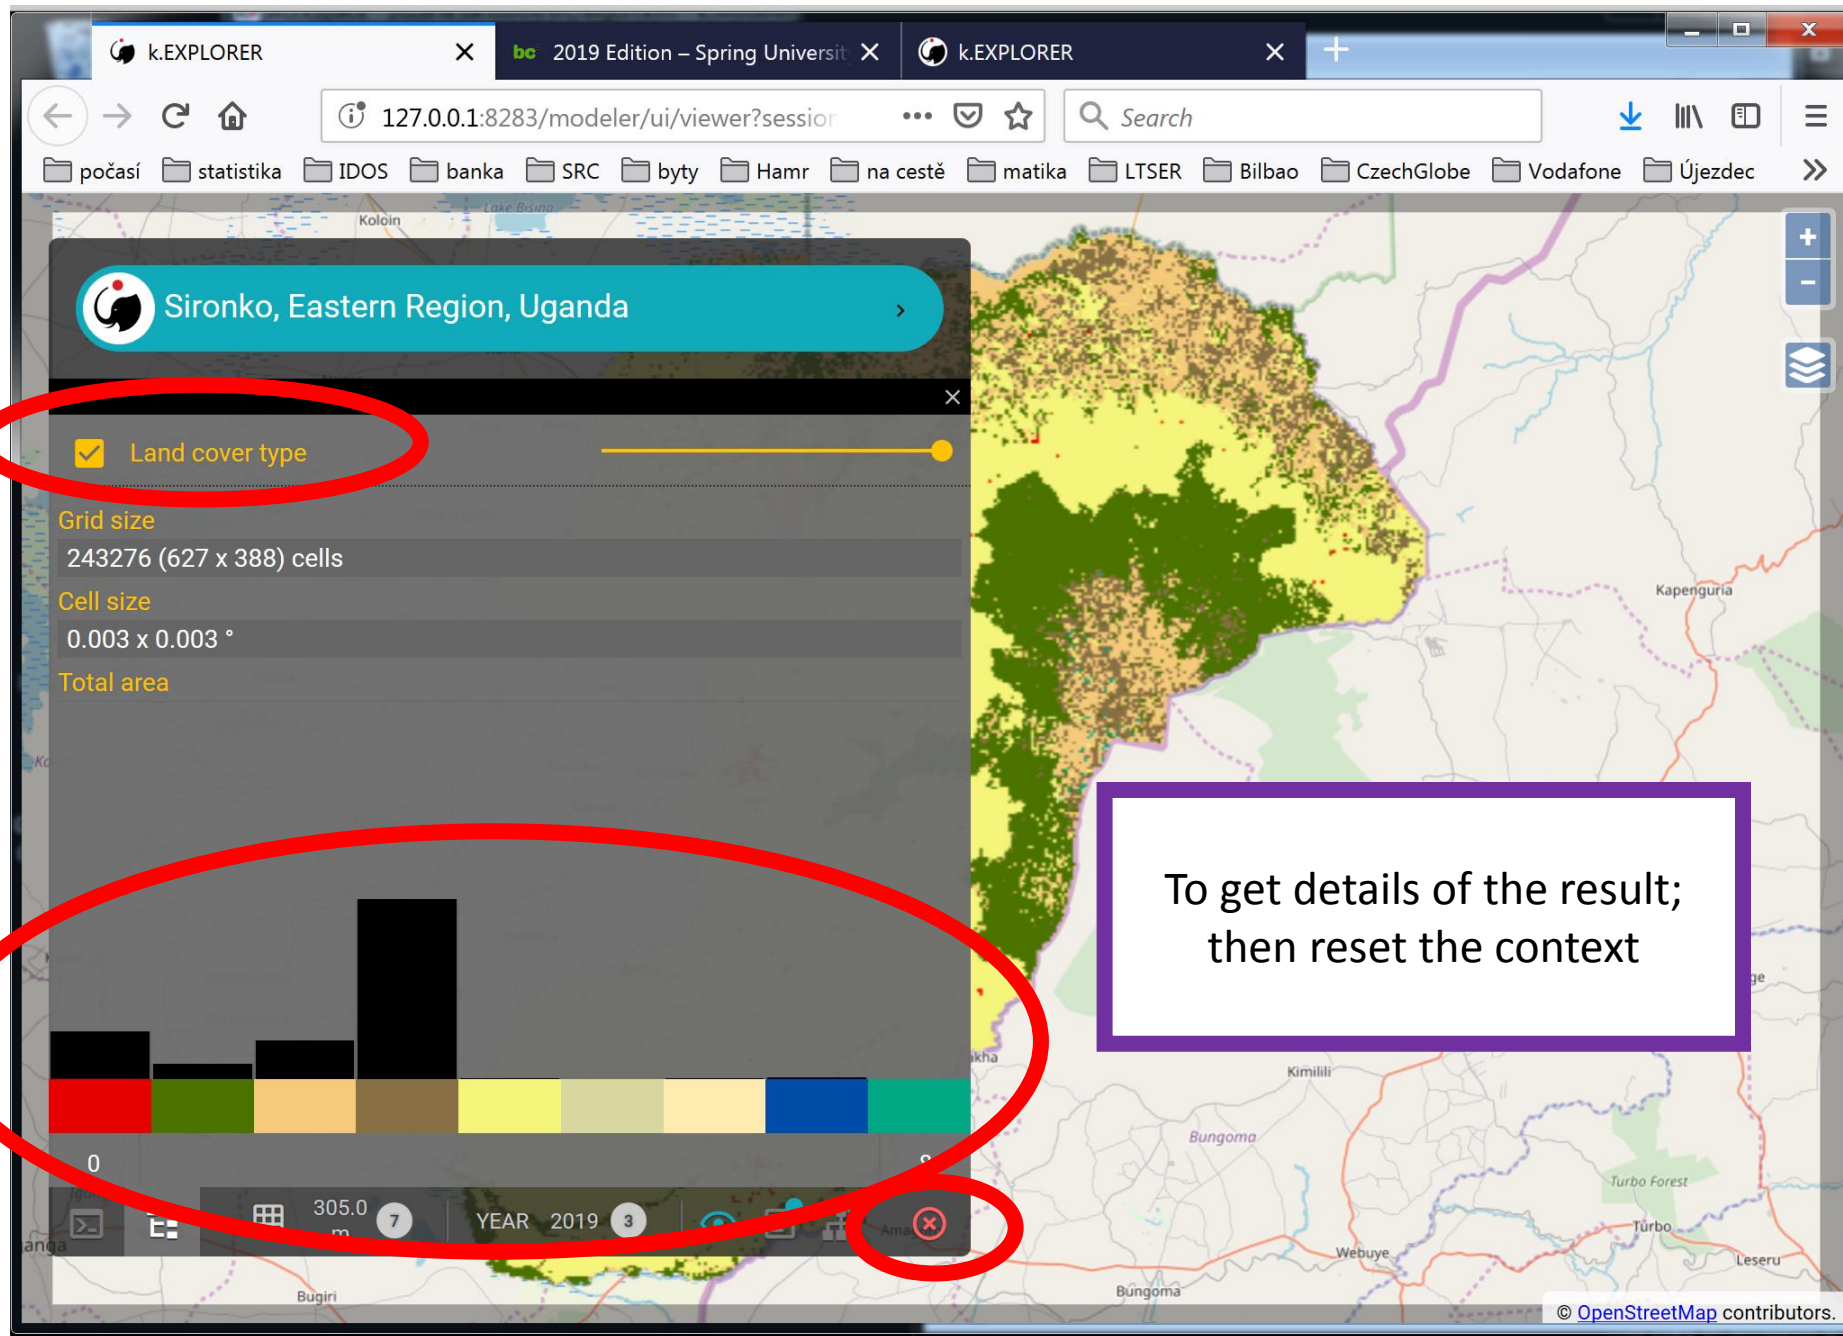 k.EXPLORER
bc 2019 Edition – Spring Universit
k.EXPLORER
127.0.0.1:8283/modeler/ui/viewer?session
Search
počasí statistika IDOS banka SRC byty Hamr na cestě matika LTSER Bilbao CzechGlobe Vodafone Újezdec
Lake Bisina
Koloin
Sironko, Eastern Region, Uganda
Land cover type
Grid size
243276 (627 x 388) cells
Cell size
0.003 x 0.003 °
Total area
Kapenguria
To get details of the result;
then reset the context
Kimilili
Bungoma
0
Turbo Forest
305.0
m
7
YEAR 2019 3
Turbo
Webuye
Leseru
Bungoma
Bugiri
+
−
© OpenStreetMap contributors.